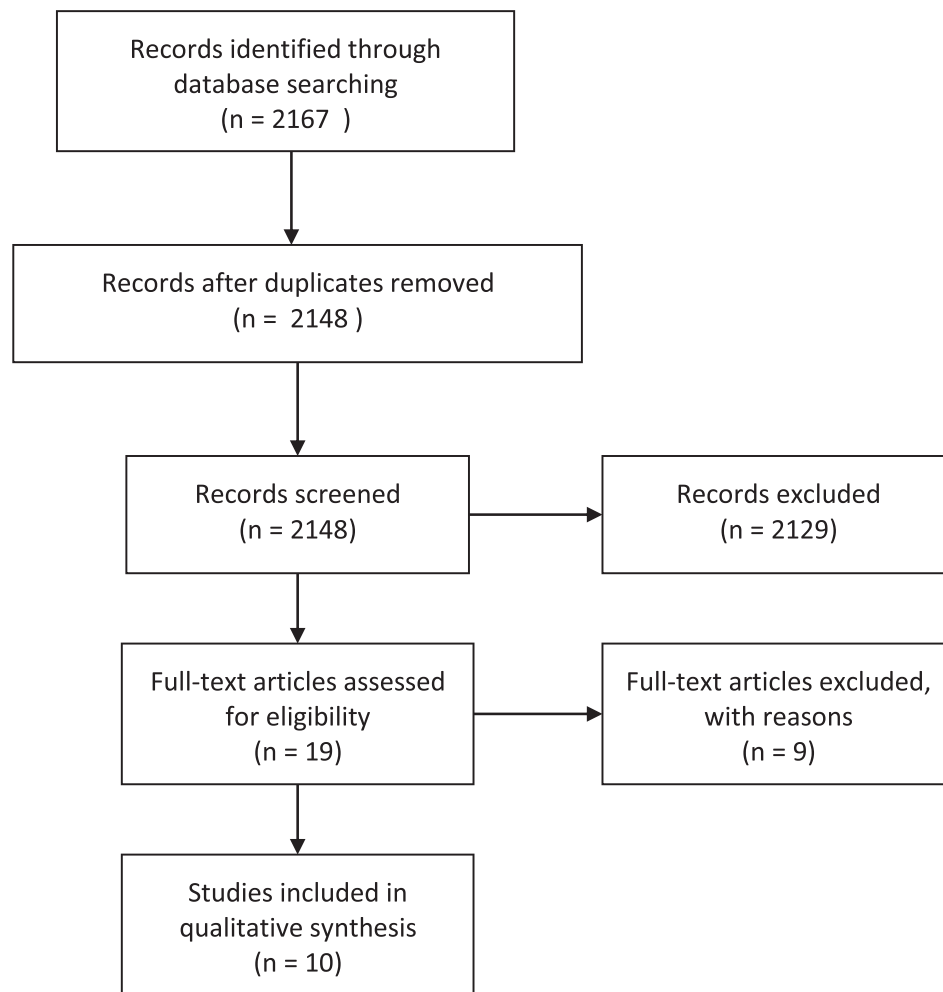 Records identified through
database searching
(n = 2167  )
Records after duplicates removed
(n =  2148 )
Records screened
(n = 2148)
Records excluded
(n = 2129)
Full-text articles assessed
for eligibility
(n = 19)
Full-text articles excluded,
with reasons
(n = 9)
Studies included in
qualitative synthesis
(n = 10)